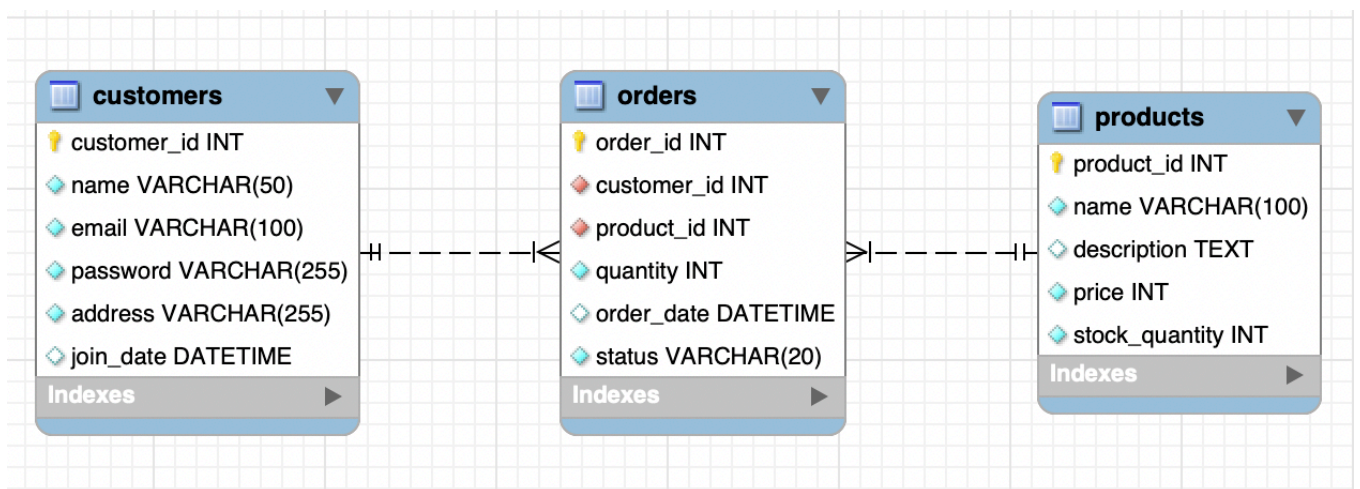 customers
customer_id INT
name VARCHAR(50)
email VARCHAR(100)
password VARCHAR(255)
address VARCHAR(255)
join_date DATETIME
Indexes
orders
order_id INT
customer_id INT
product_id INT
quantity INT
order_date DATETIME
status VARCHAR(20)
Indexes
products
product_id INT
name VARCHAR(100)
description TEXT
price INT
stock_quantity INT
Indexes